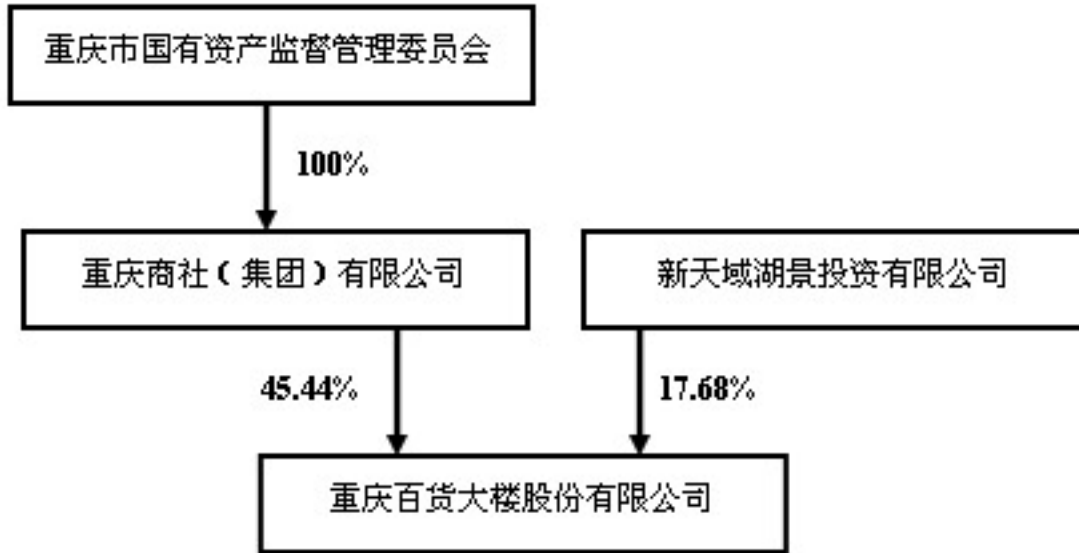 重庆市国有资产监督管理委员会
100%
重庆商社（集团）有限公司
新天域湖景投资有限公司
45.44%
17.68%
重庆百货大楼股份有限公司